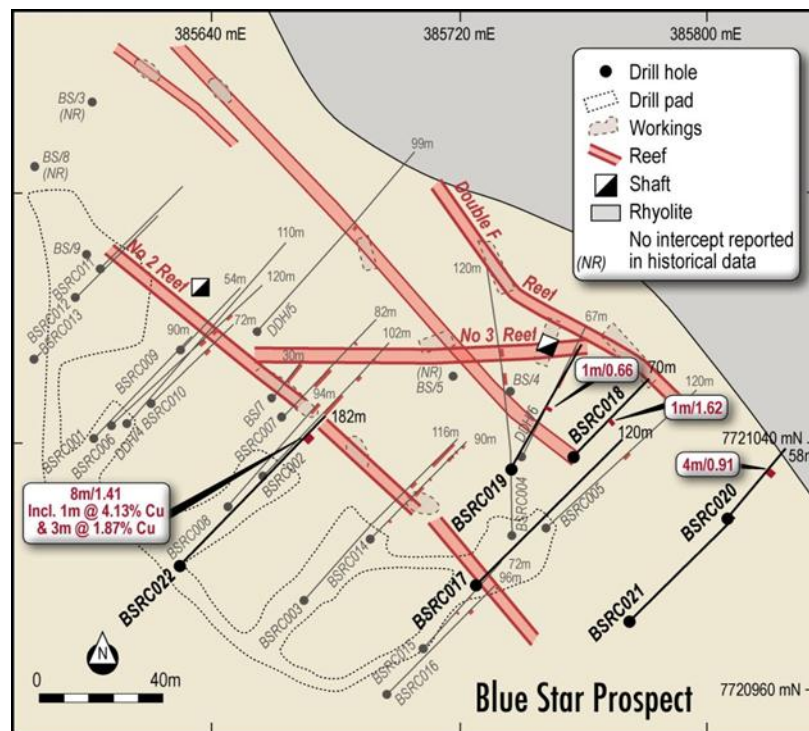 385640 mE
385720 mE
385800 mE
Drill hole
Drill pad
Workings
Reef
Shaft
Rhyolite
(NR)
No intercept reported
in historical data
BS/3
(NR)
BS/8
(NR)
99m
Double F
Reel
120m
110m
BS/9
BSRC011
BSRC012
BSRC013
No 2 Reel
54m
120m
72m
90m
DDH/5
82m
102m
67m
No 3 Reel
(NR)
BS/5
BS/4
1m/0.66
70m
BSRC018
1m/1.62
120m
BSRC009
BSRC010
30m
94m
BS/7
BSRC007
182m
BSRC001
BSRC006
DDH/4
BSRC002
116m
90m
DDH/6
120m
7721040 mN
58m
4m/0.91
8m/1.41
Incl. 1m @ 4.13% Cu
& 3m @ 1.87% Cu
BSRC008
BSRC019
BSRC004
BSRC005
BSRC020
BSRC022
BSRC014
BSRC017
72m
96m
BSRC003
BSRC021
BSRC015
BSRC016
N
0
40m
Blue Star Prospect
7720960 mN